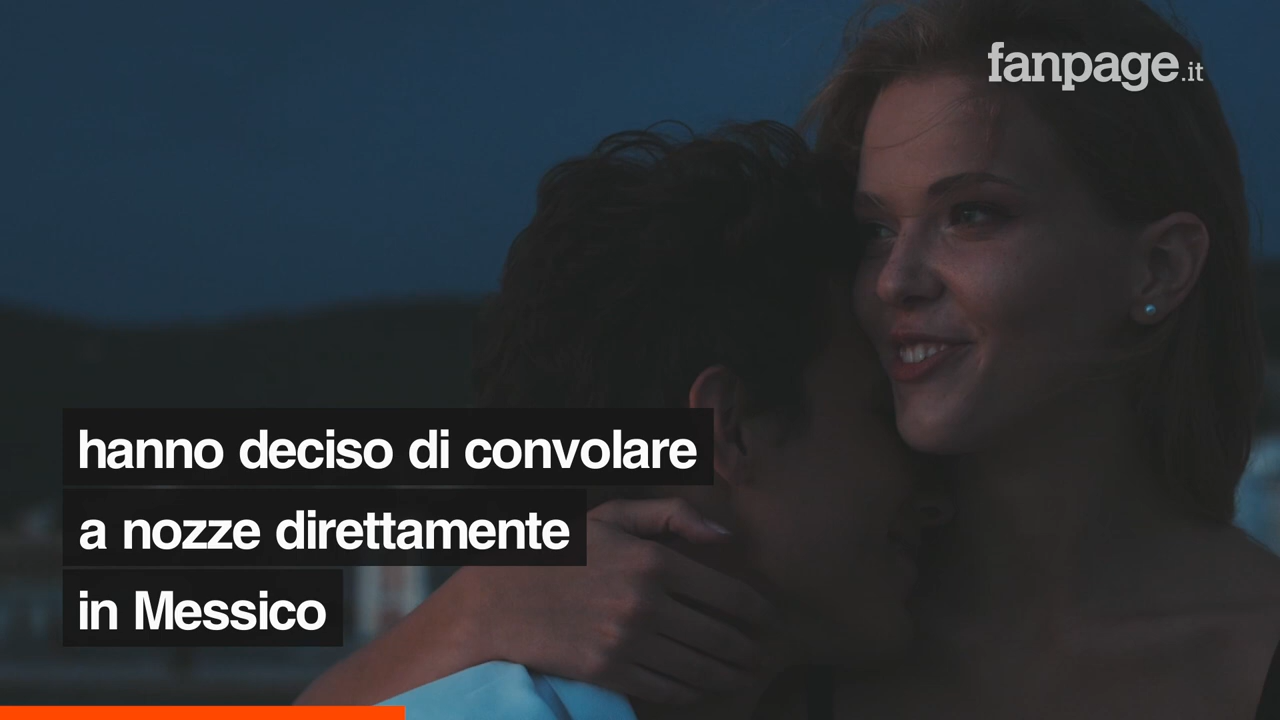 fanpage.it
hanno deciso di convolare
a nozze direttamente
in Messico